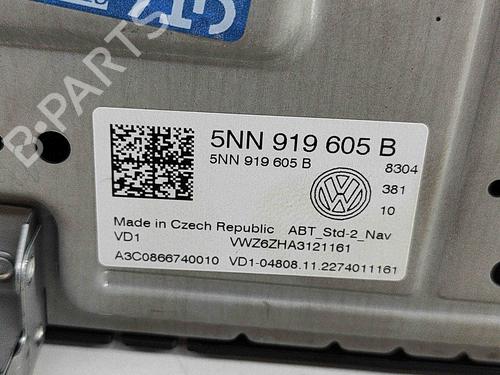 B-PARTS
5NN 919 605 B
5NN 919 605 B
8304
381
10
Made in Czech Republic ABT_Std-2_Nav
VD1 VWZ6ZHA3121161
A3C0866740010 VD1-04808.11.2274011161